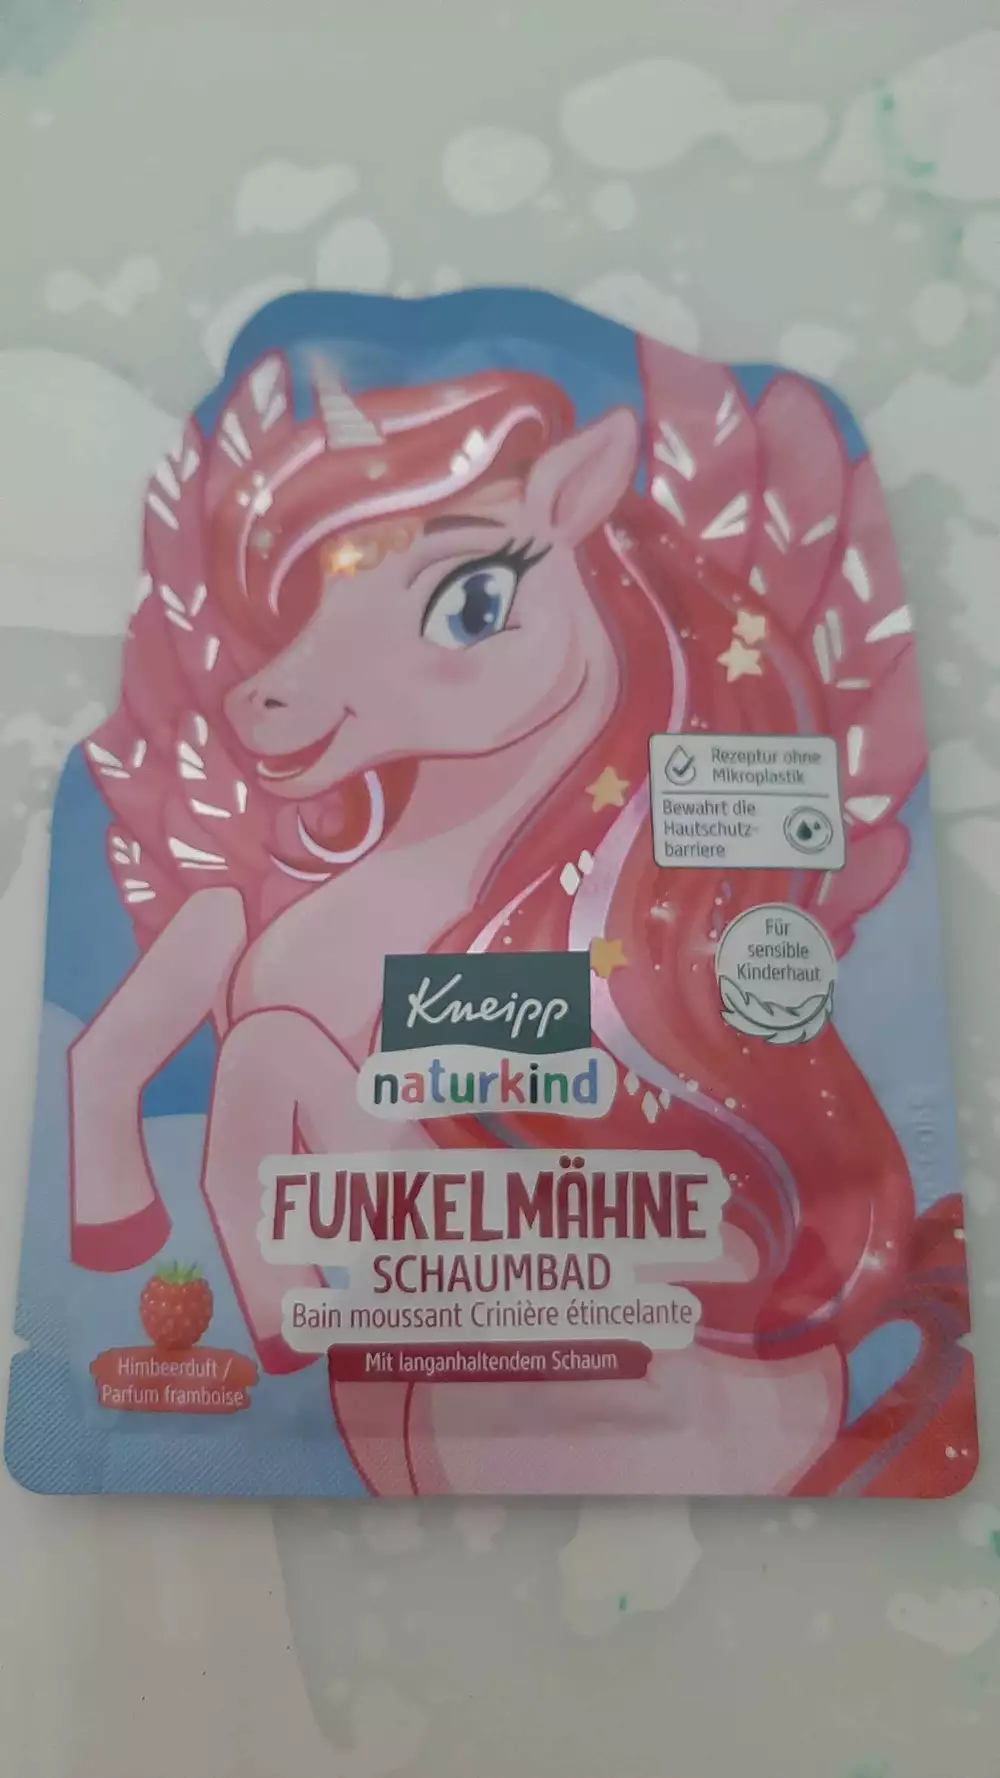 Rezeptur ohne
Mikroplastik
Bewahrt die
Hautschutz-
barriere
Für
sensible
Kinderhaut
Kneipp
naturkind
FUNKELMÄHNE
SCHAUMBAD
Bain moussant Crinière étincelante
Mit langanhaltendem Schaum
Himbeerduft /
Parfum framboise